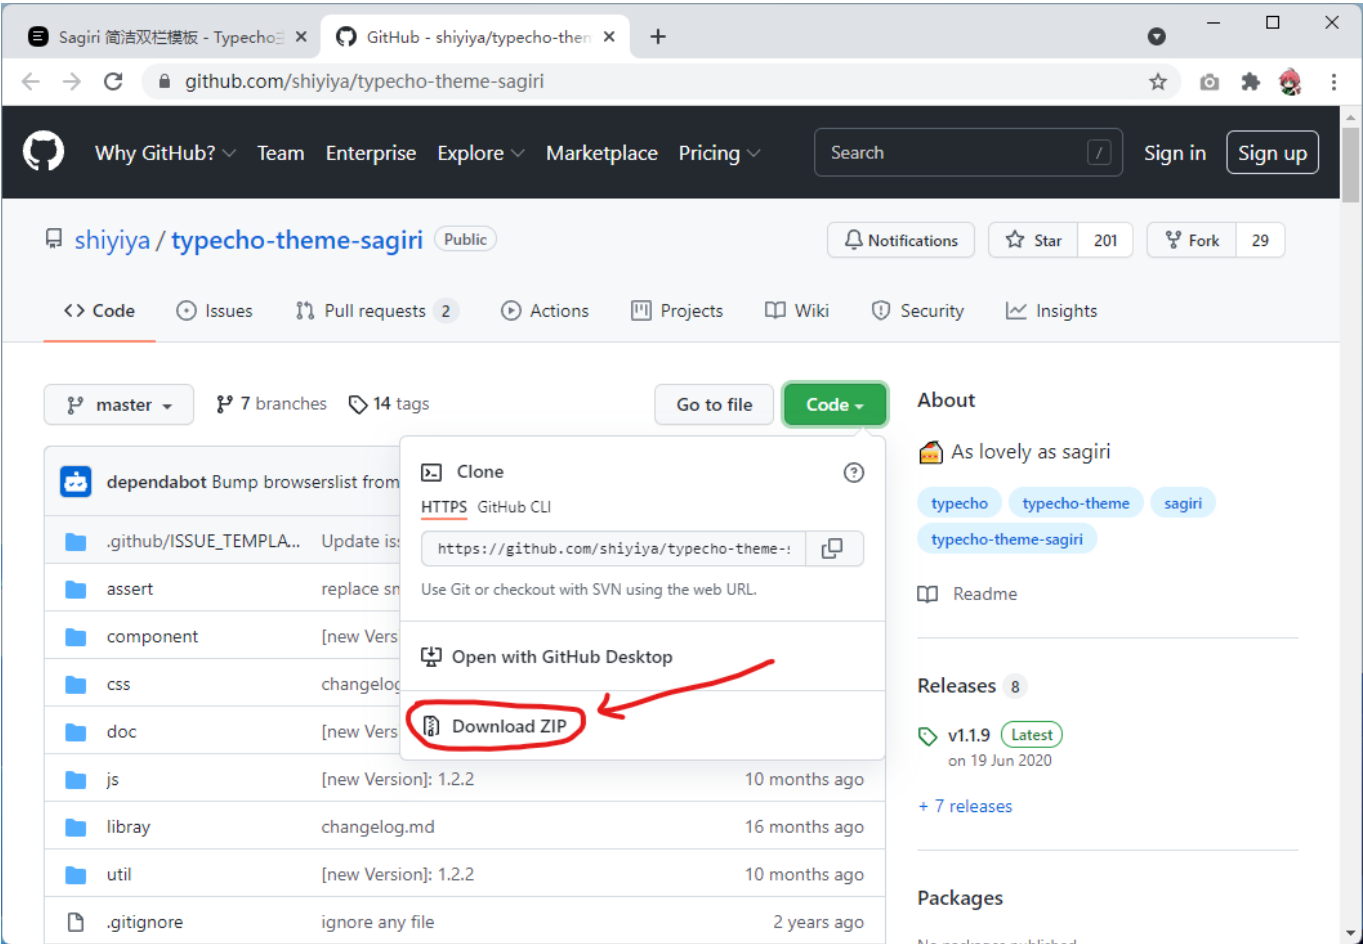 Sagiri 简洁双栏模板 - Typecho
GitHub - shiyiya/typecho-then
github.com/shiyiya/typecho-theme-sagiri
Why GitHub? Team Enterprise Explore Marketplace Pricing Search / Sign in Sign up
shiyiya / typecho-theme-sagiri Public Notifications Star 201 Fork 29
Code Issues Pull requests 2 Actions Projects Wiki Security Insights
master 7 branches 14 tags Go to file Code
dependabot Bump browserslist from
.github/ISSUE_TEMPLA... Update iss
assert replace sm
component [new Vers
css changelog
doc [new Vers
js [new Version]: 1.2.2 10 months ago
libray changelog.md 16 months ago
util [new Version]: 1.2.2 10 months ago
.gitignore ignore any file 2 years ago
Clone
HTTPS GitHub CLI
https://github.com/shiyiya/typecho-theme-s
Use Git or checkout with SVN using the web URL.
Open with GitHub Desktop
Download ZIP
About
As lovely as sagiri
typecho typecho-theme sagiri
typecho-theme-sagiri
Readme
Releases 8
v1.1.9 Latest
on 19 Jun 2020
+ 7 releases
Packages
No packages published